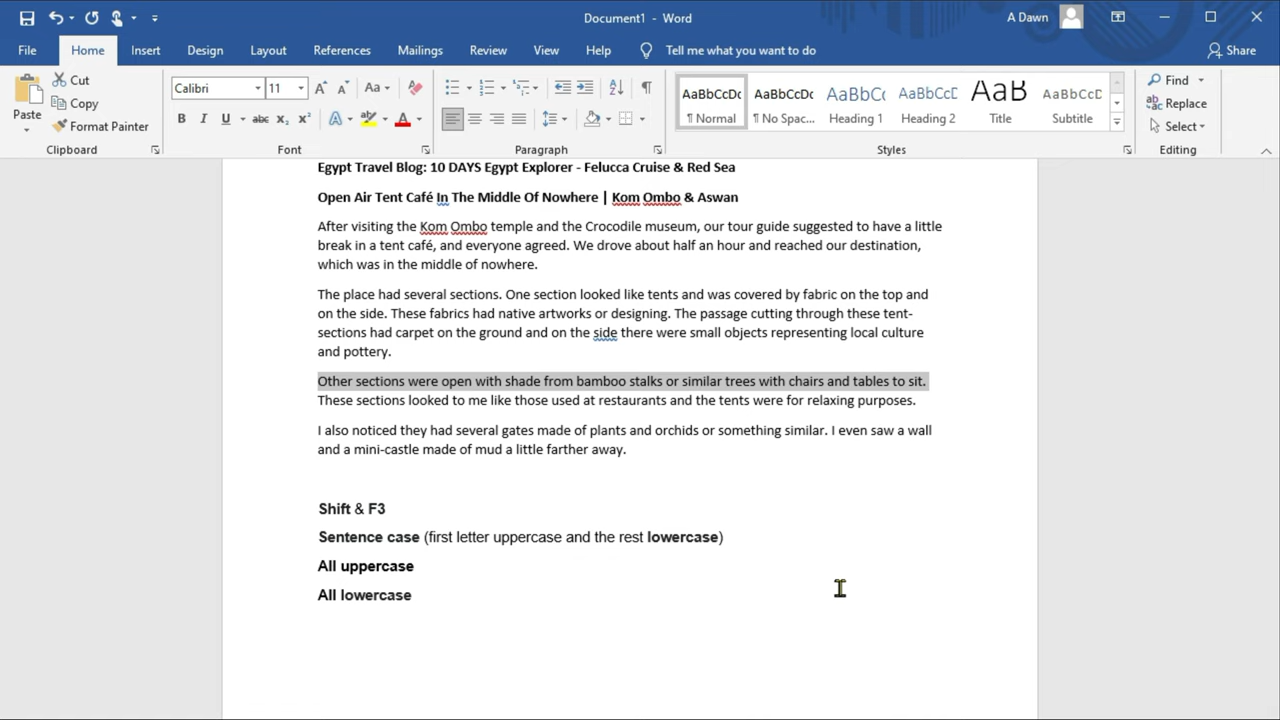 Document1 - Word
A Dawn
File Home Insert Design Layout References Mailings Review View Help Tell me what you want to do Share
Paste
Cut
Copy
Format Painter
Clipboard
Calibri 11
Aa
B I U abc x₂ x² A ab A
Font
Paragraph
AaBbCcDc AaBbCcDc AaBbCc AaBbCcD AaB AaBbCcD
¶ Normal ¶ No Spac... Heading 1 Heading 2 Title Subtitle
Styles
Find
Replace
Select
Editing
Egypt Travel Blog: 10 DAYS Egypt Explorer - Felucca Cruise & Red Sea
Open Air Tent Café In The Middle Of Nowhere | Kom Ombo & Aswan
After visiting the Kom Ombo temple and the Crocodile museum, our tour guide suggested to have a little
break in a tent café, and everyone agreed. We drove about half an hour and reached our destination,
which was in the middle of nowhere.
The place had several sections. One section looked like tents and was covered by fabric on the top and
on the side. These fabrics had native artworks or designing. The passage cutting through these tent-
sections had carpet on the ground and on the side there were small objects representing local culture
and pottery.
Other sections were open with shade from bamboo stalks or similar trees with chairs and tables to sit.
These sections looked to me like those used at restaurants and the tents were for relaxing purposes.
I also noticed they had several gates made of plants and orchids or something similar. I even saw a wall
and a mini-castle made of mud a little farther away.
Shift & F3
Sentence case (first letter uppercase and the rest lowercase)
All uppercase
All lowercase